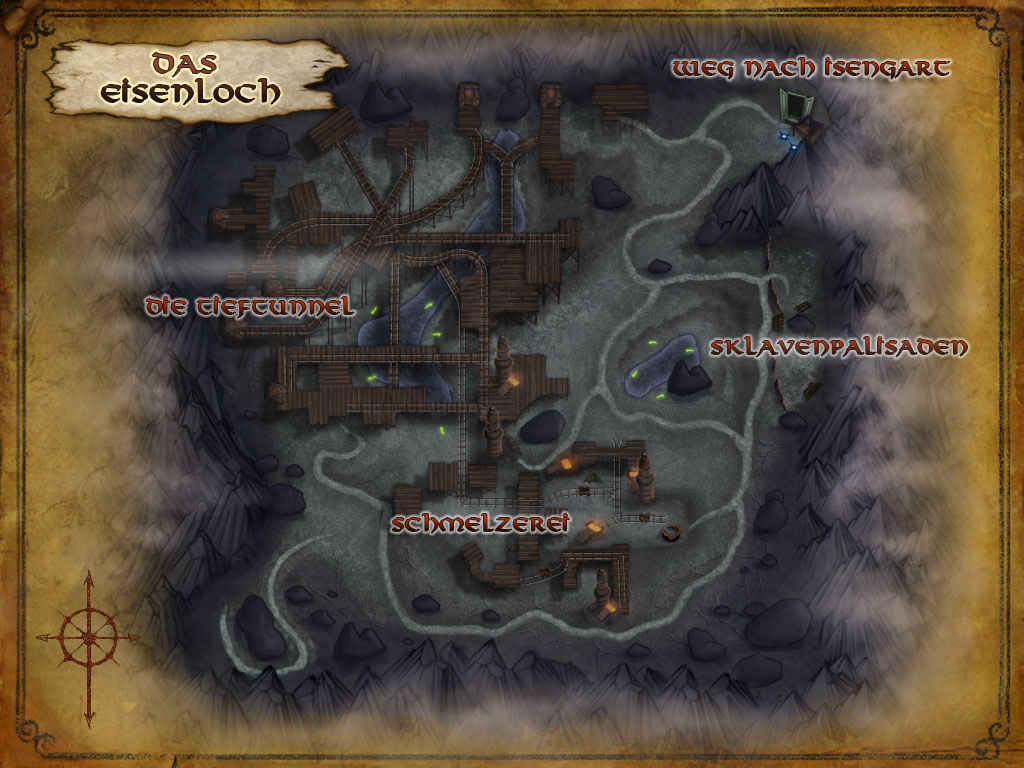 Das
Eisenloch
Weg nach Isengart
Die Tieftunnel
Sklavenpalisaden
Schmelzerei